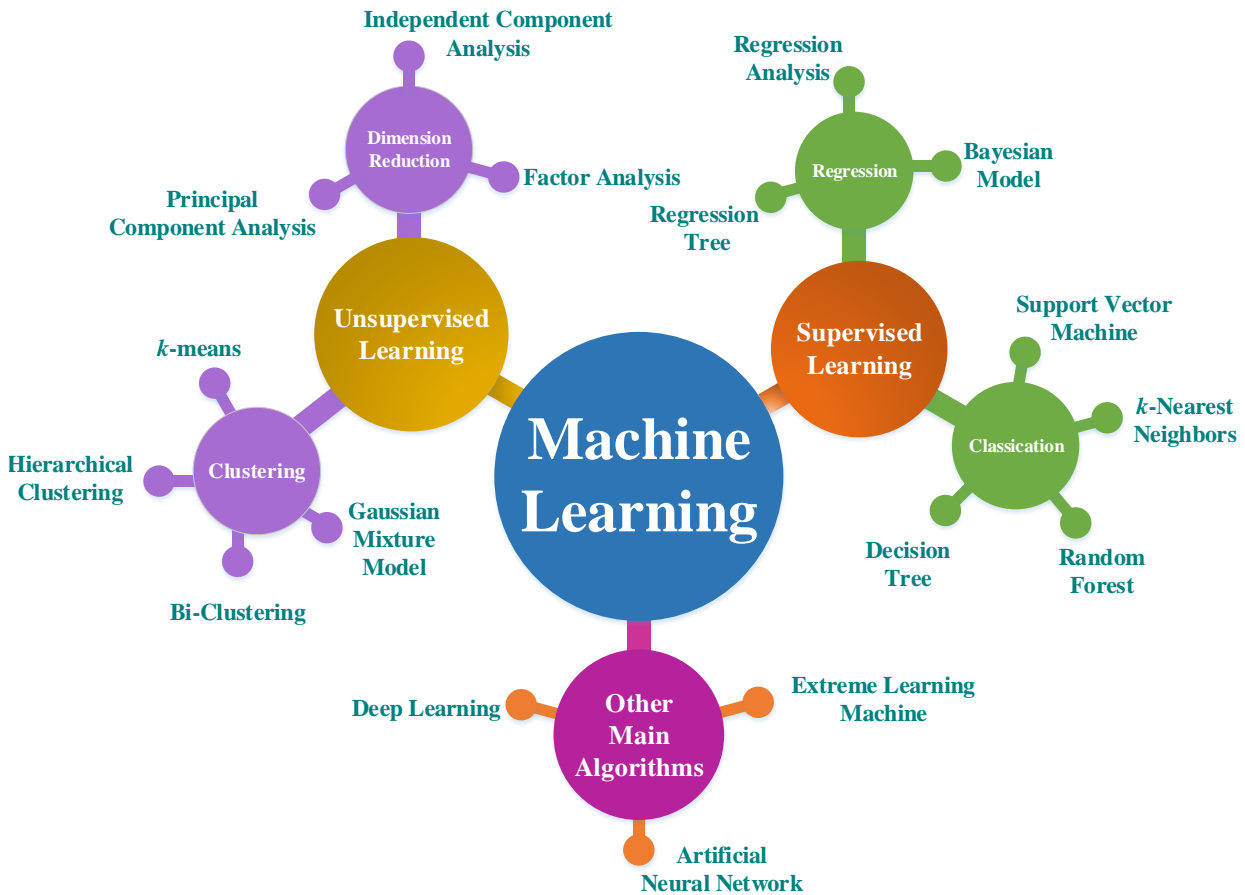 Independent Component
Analysis
Dimension
Reduction
Factor Analysis
Principal
Component Analysis
Regression
Analysis
Bayesian
Model
Regression
Regression
Tree
Unsupervised
Learning
Supervised
Learning
Support Vector
Machine
k-Nearest
Neighbors
Classication
Decision
Tree
Random
Forest
k-means
Clustering
Hierarchical
Clustering
Gaussian
Mixture
Model
Bi-Clustering
Machine
Learning
Other
Main
Algorithms
Deep Learning
Extreme Learning
Machine
Artificial
Neural Network